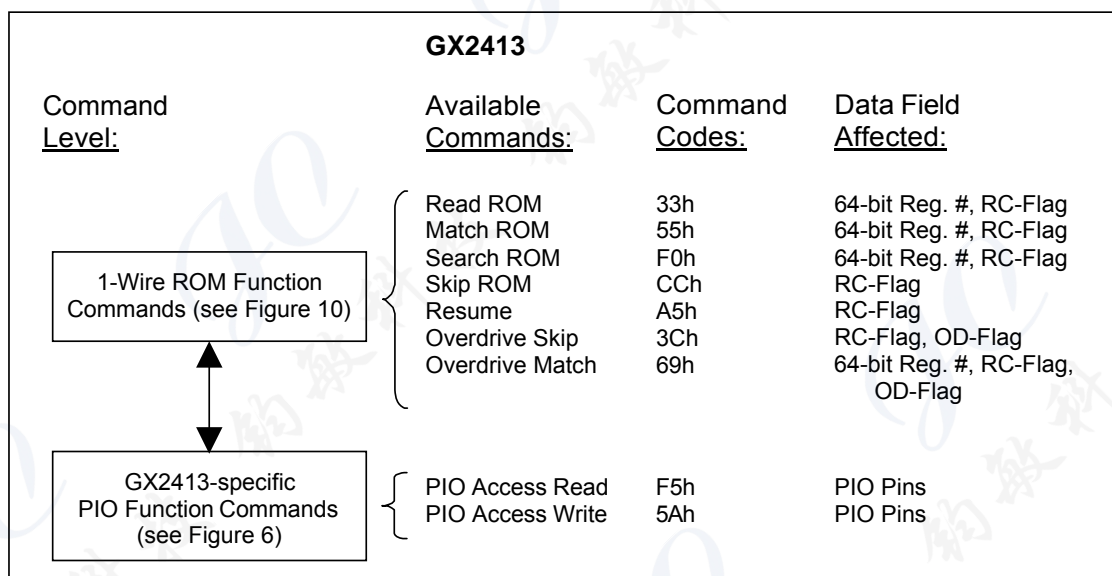 GX2413
Command Level:
Available Commands:
Command Codes:
Data Field Affected:
1-Wire ROM Function
Commands (see Figure 10)
Read ROM 33h 64-bit Reg. #, RC-Flag
Match ROM 55h 64-bit Reg. #, RC-Flag
Search ROM F0h 64-bit Reg. #, RC-Flag
Skip ROM CCh RC-Flag
Resume A5h RC-Flag
Overdrive Skip 3Ch RC-Flag, OD-Flag
Overdrive Match 69h 64-bit Reg. #, RC-Flag,
OD-Flag
GX2413-specific
PIO Function Commands
(see Figure 6)
PIO Access Read F5h PIO Pins
PIO Access Write 5Ah PIO Pins